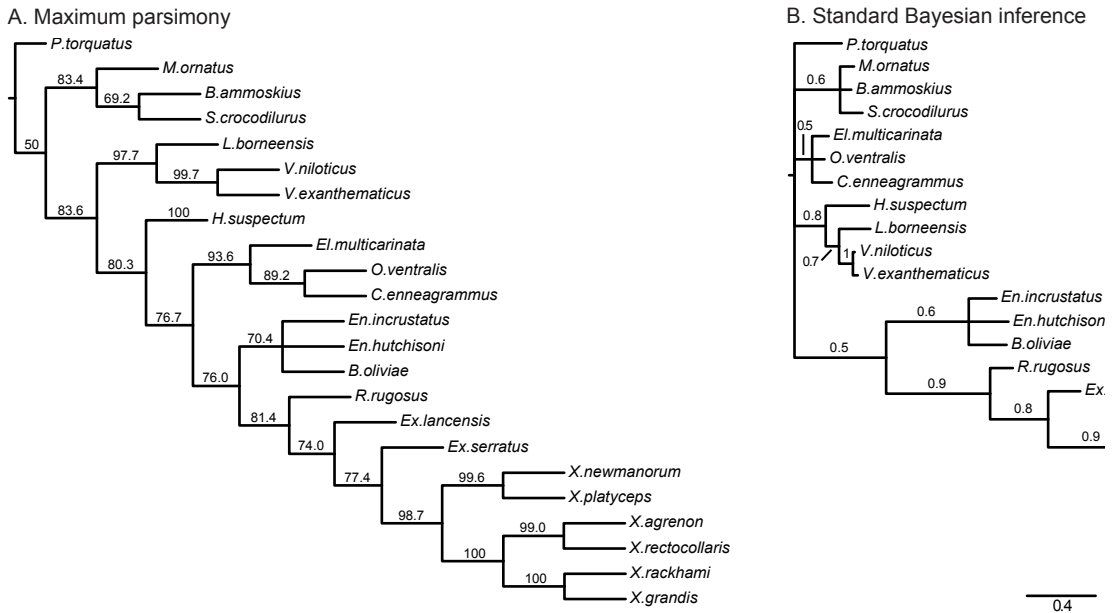 A. Maximum parsimony
P.torquatus
83.4
M.ornatus
69.2
B.ammoskius
S.crocodilurus
50
97.7
L.borneensis
99.7
V.niloticus
V.exanthematicus
83.6
100
H.suspectum
80.3
93.6
El.multicarinata
89.2
O.ventralis
C.enneagrammus
76.7
70.4
En.incrustatus
En.hutchisoni
B.oliviae
76.0
R.rugosus
81.4
Ex.lancensis
74.0
Ex.serratus
77.4
99.6
X.newmanorum
X.platyceps
98.7
99.0
X.agrenon
X.rectocollaris
100
100
X.rackhami
X.grandis
B. Standard Bayesian inference
P.torquatus
0.6
M.ornatus
B.ammoskius
S.crocodilurus
0.5
El.multicarinata
O.ventralis
C.enneagrammus
0.8
H.suspectum
L.borneensis
0.7
1
V.niloticus
V.exanthematicus
0.6
En.incrustatus
En.hutchison
B.oliviae
0.5
0.9
R.rugosus
0.8
Ex.
0.9
0.4